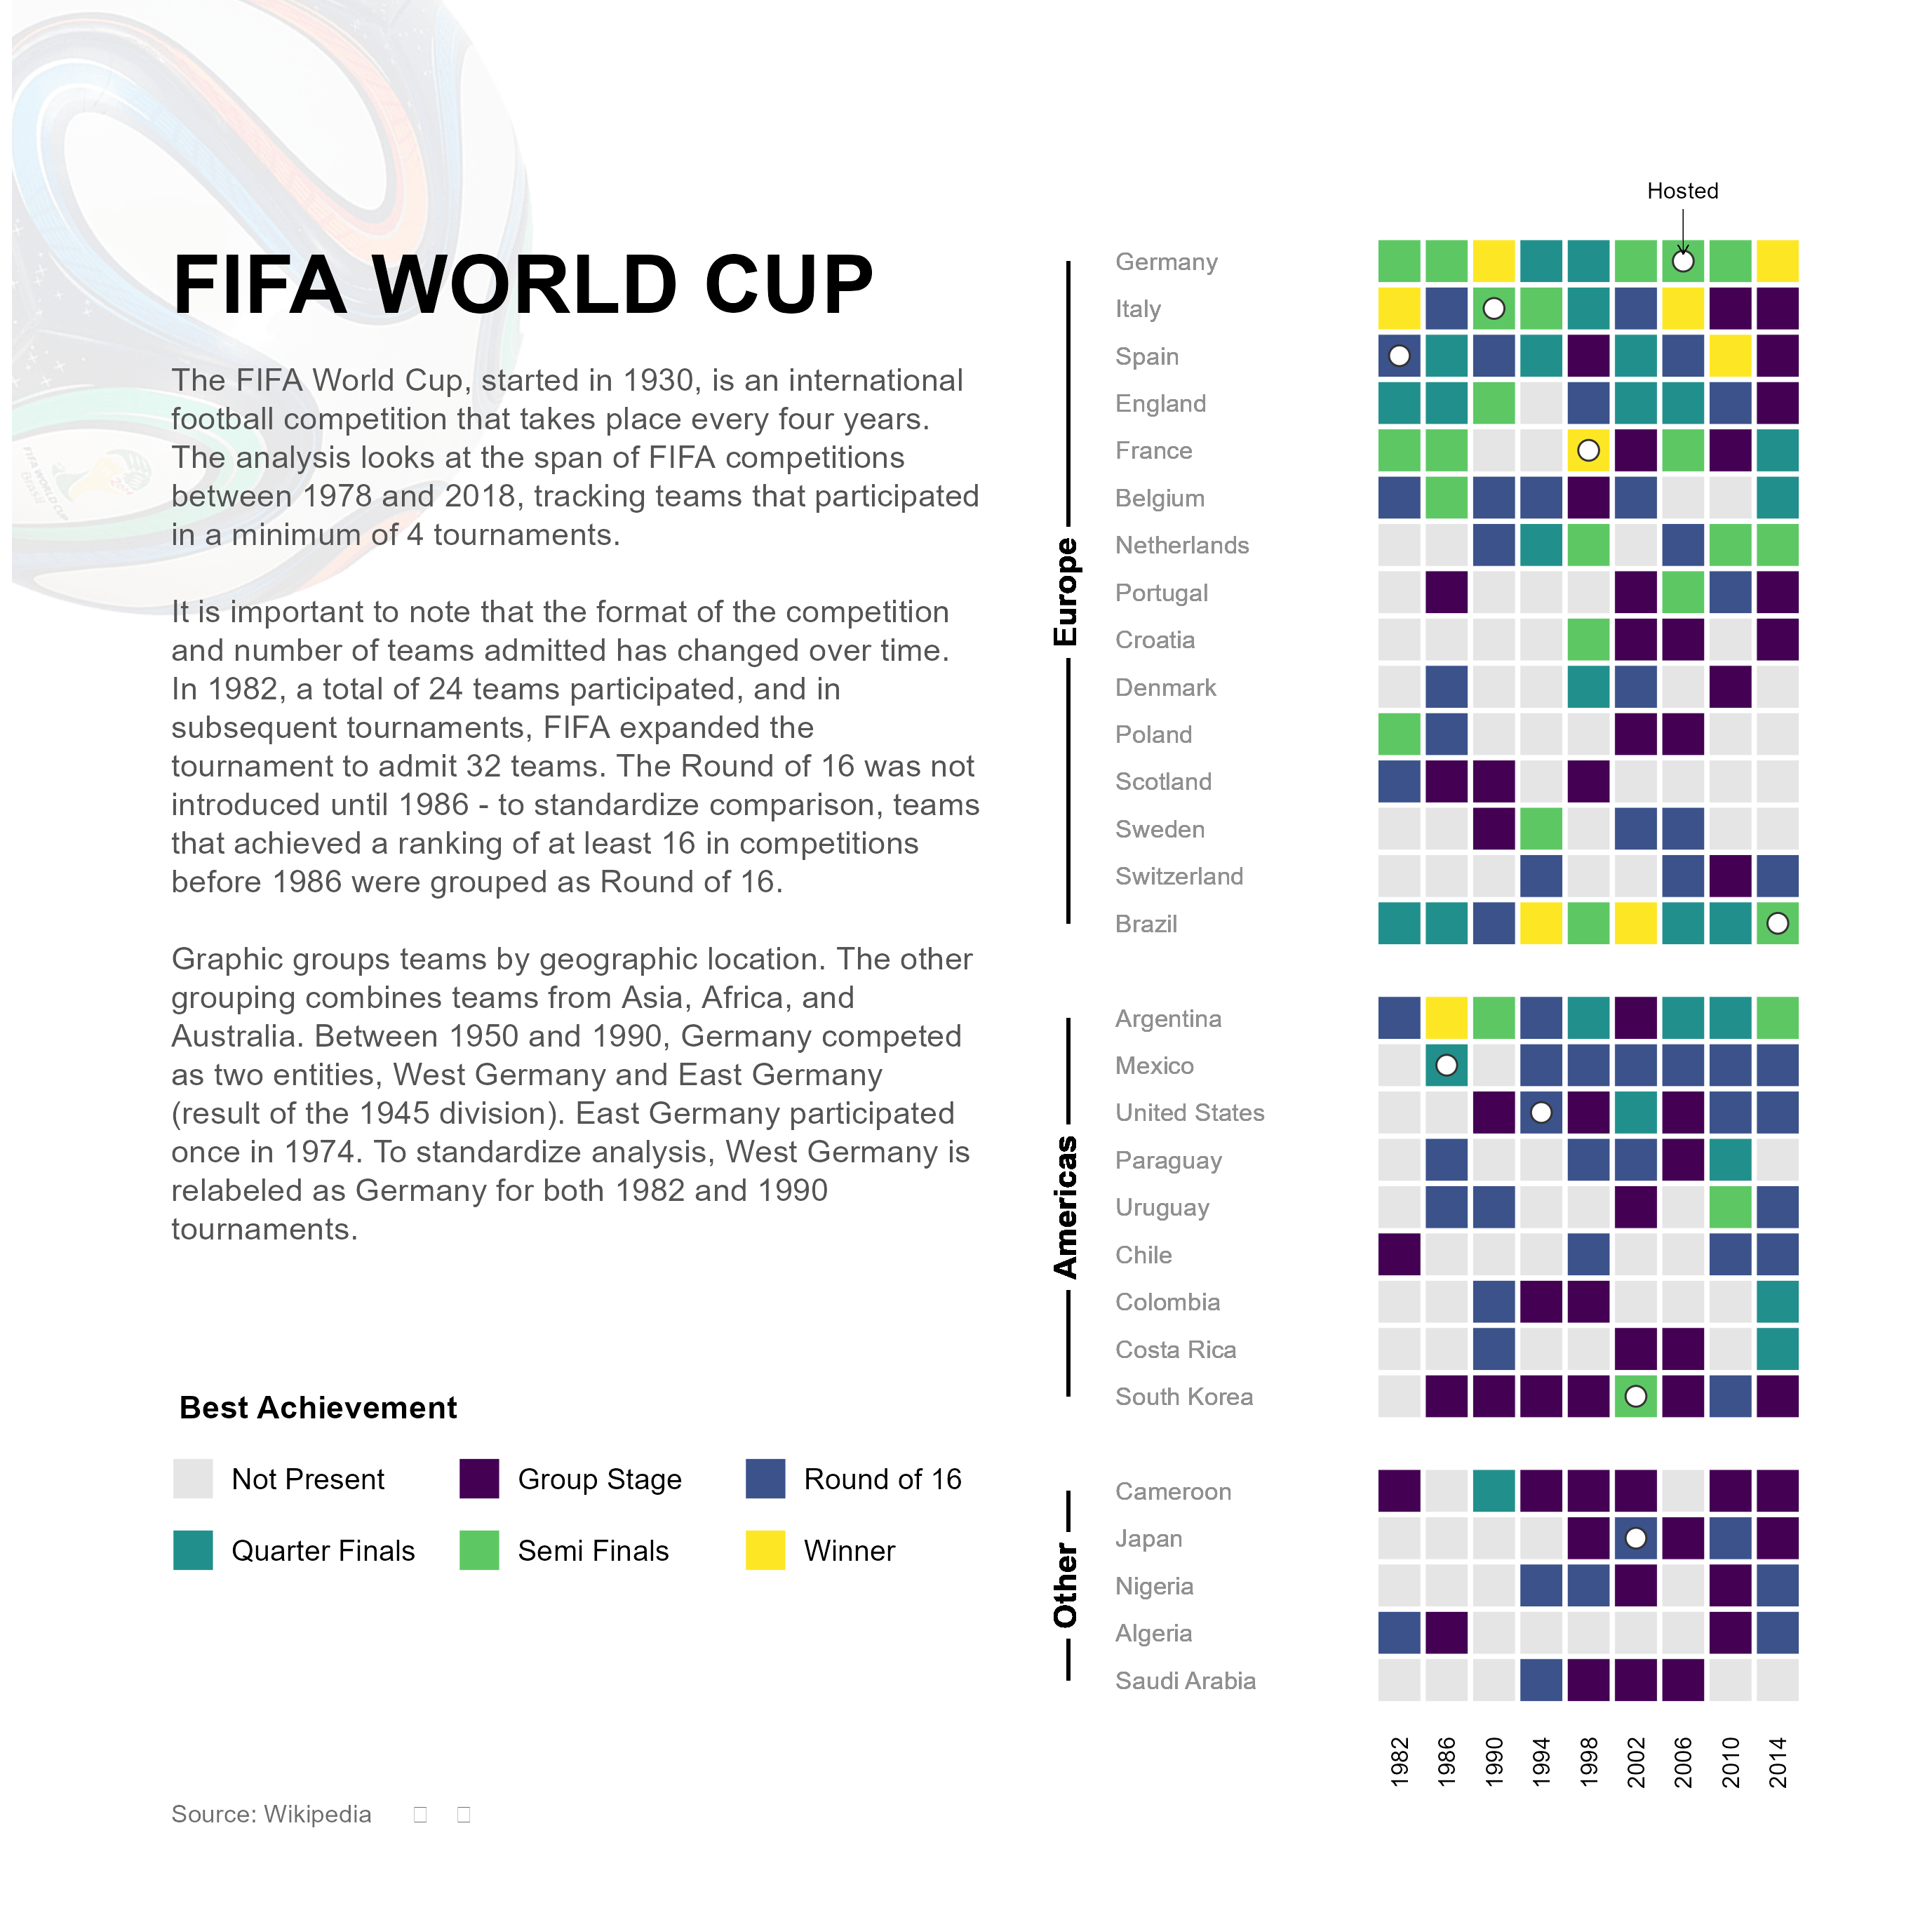 Hosted
FIFA WORLD CUP
The FIFA World Cup, started in 1930, is an international
football competition that takes place every four years.
The analysis looks at the span of FIFA competitions
between 1978 and 2018, tracking teams that participated
in a minimum of 4 tournaments.
It is important to note that the format of the competition
and number of teams admitted has changed over time.
In 1982, a total of 24 teams participated, and in
subsequent tournaments, FIFA expanded the
tournament to admit 32 teams. The Round of 16 was not
introduced until 1986 - to standardize comparison, teams
that achieved a ranking of at least 16 in competitions
before 1986 were grouped as Round of 16.
Graphic groups teams by geographic location. The other
grouping combines teams from Asia, Africa, and
Australia. Between 1950 and 1990, Germany competed
as two entities, West Germany and East Germany
(result of the 1945 division). East Germany participated
once in 1974. To standardize analysis, West Germany is
relabeled as Germany for both 1982 and 1990
tournaments.
Best Achievement
Not Present
Group Stage
Round of 16
Quarter Finals
Semi Finals
Winner
Source: Wikipedia
Europe
Germany
Italy
Spain
England
France
Belgium
Netherlands
Portugal
Croatia
Denmark
Poland
Scotland
Sweden
Switzerland
Brazil
Americas
Argentina
Mexico
United States
Paraguay
Uruguay
Chile
Colombia
Costa Rica
South Korea
Other
Cameroon
Japan
Nigeria
Algeria
Saudi Arabia
1982
1986
1990
1994
1998
2002
2006
2010
2014
FIFA WORLD CUP
Brasil